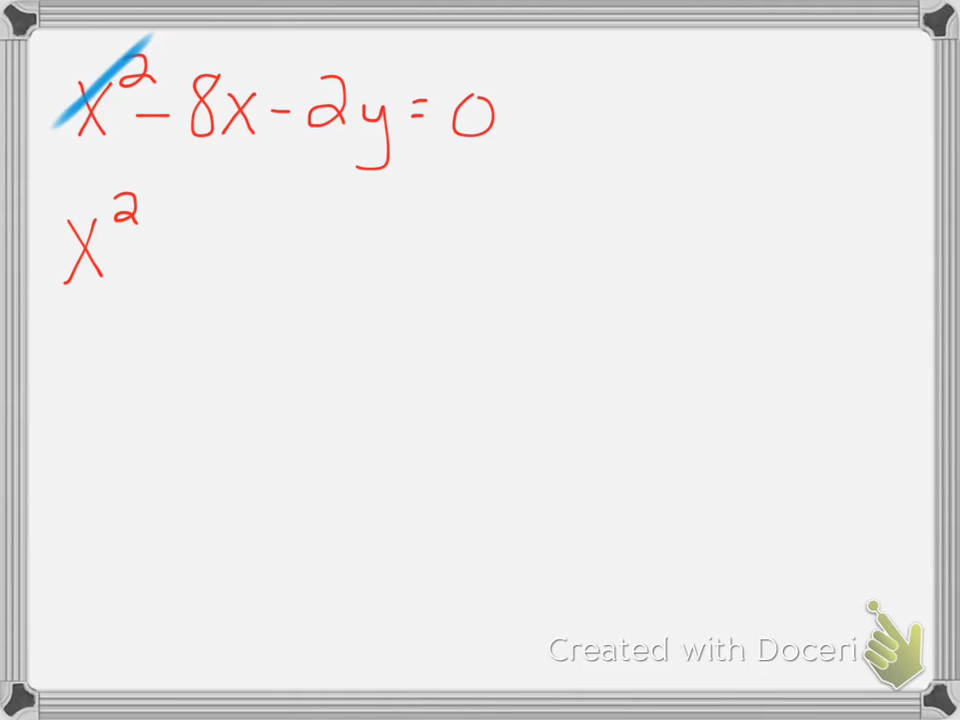 x² - 8x - 2y = 0
x²
Created with Doceri